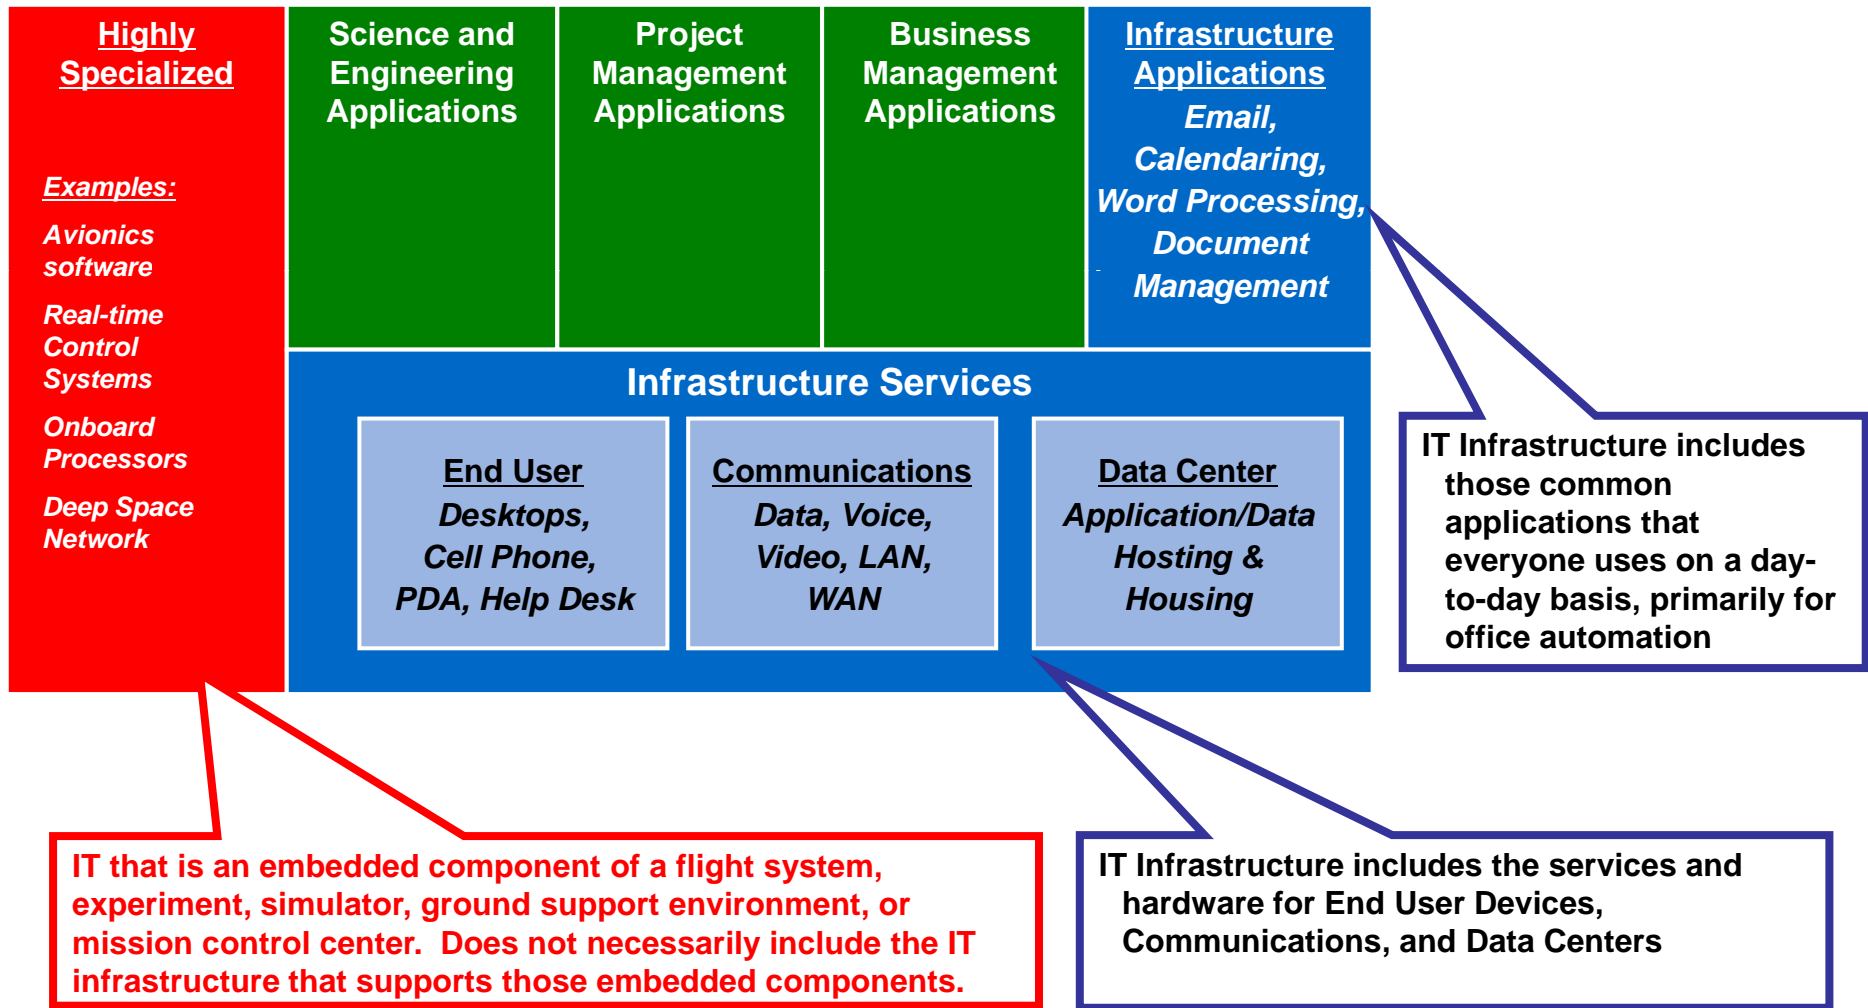 Highly
Specialized
Examples:
Avionics
software
Real-time
Control
Systems
Onboard
Processors
Deep Space
Network
Science and
Engineering
Applications
Project
Management
Applications
Business
Management
Applications
Infrastructure
Applications
Email,
Calendaring,
Word Processing,
Document
Management
Infrastructure Services
End User
Desktops,
Cell Phone,
PDA, Help Desk
Communications
Data, Voice,
Video, LAN,
WAN
Data Center
Application/Data
Hosting &
Housing
IT Infrastructure includes
those common
applications that
everyone uses on a day-
to-day basis, primarily for
office automation
IT that is an embedded component of a flight system,
experiment, simulator, ground support environment, or
mission control center.  Does not necessarily include the IT
infrastructure that supports those embedded components.
IT Infrastructure includes the services and
hardware for End User Devices,
Communications, and Data Centers